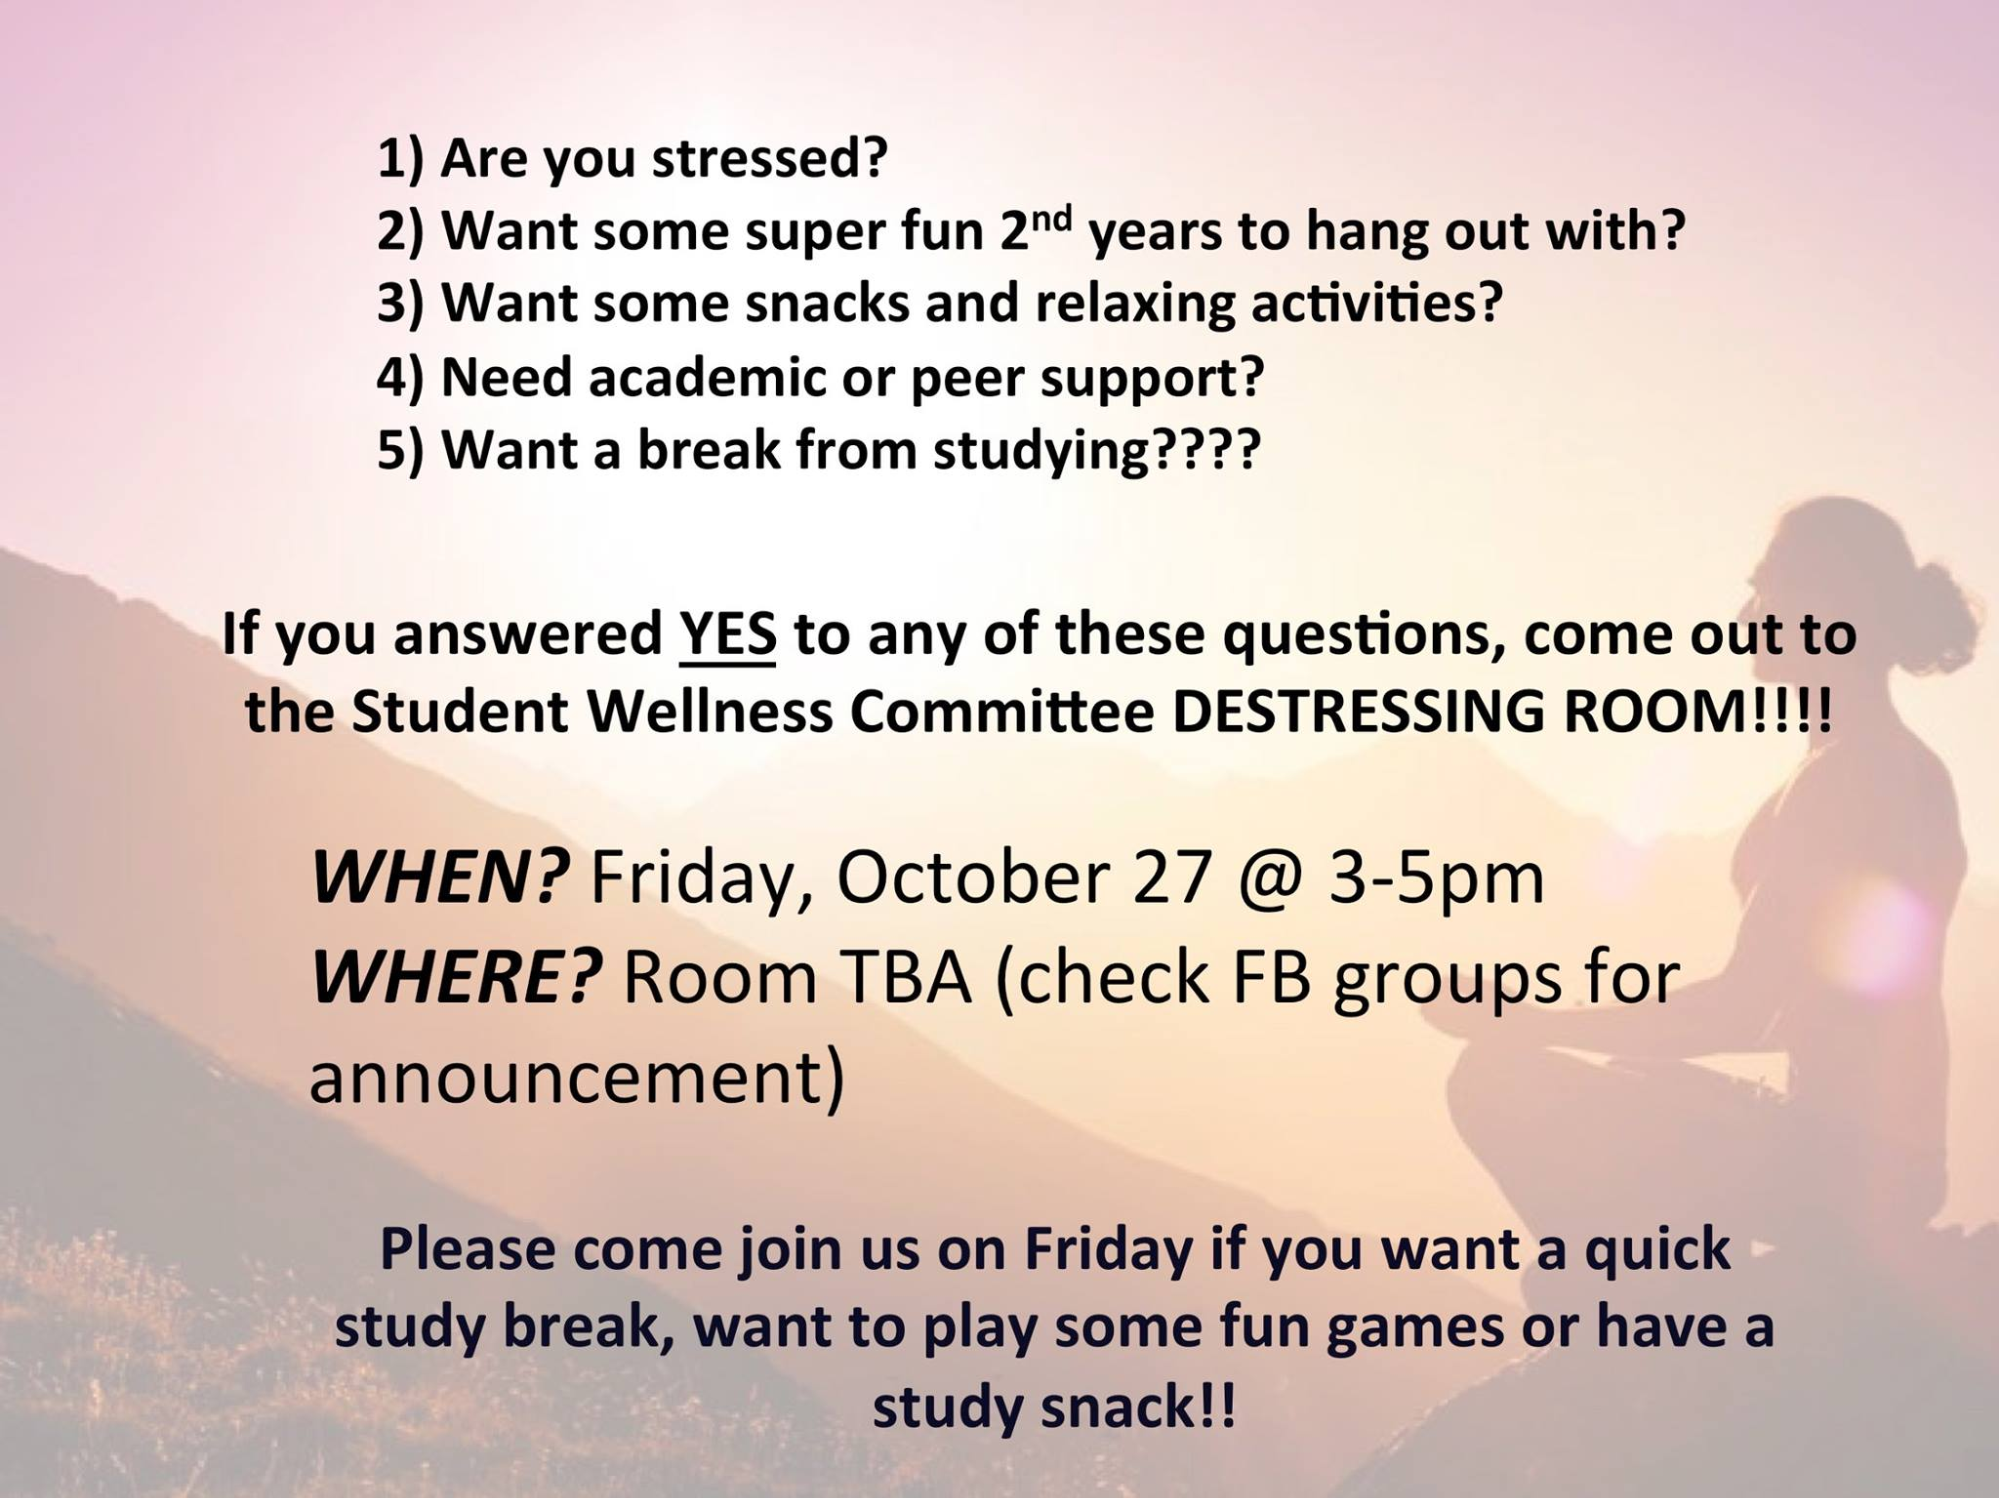 1) Are you stressed?
2) Want some super fun 2nd years to hang out with?
3) Want some snacks and relaxing activities?
4) Need academic or peer support?
5) Want a break from studying????
If you answered YES to any of these questions, come out to
the Student Wellness Committee DESTRESSING ROOM!!!!
WHEN? Friday, October 27 @ 3-5pm
WHERE? Room TBA (check FB groups for
announcement)
Please come join us on Friday if you want a quick
study break, want to play some fun games or have a
study snack!!